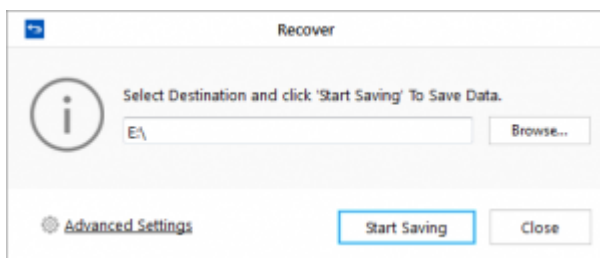 Recover
Select Destination and click 'Start Saving' To Save Data.
E:\
Browse...
Advanced Settings
Start Saving
Close